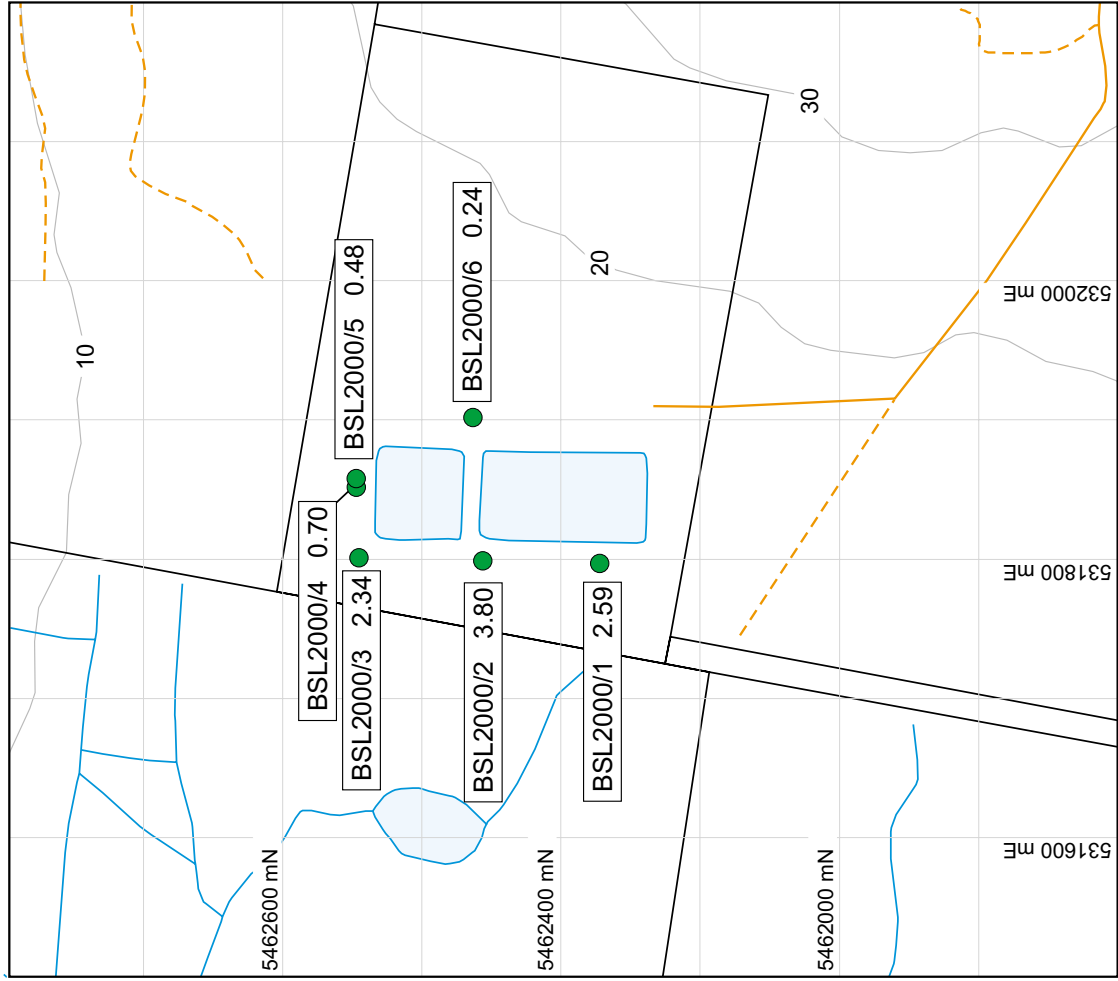 10
30
20
BSL2000/5 0.48
BSL2000/6 0.24
BSL2000/4 0.70
BSL2000/3 2.34
BSL2000/2 3.80
BSL2000/1 2.59
5462600 mN
5462400 mN
5462000 mN
532000 mE
531800 mE
531600 mE